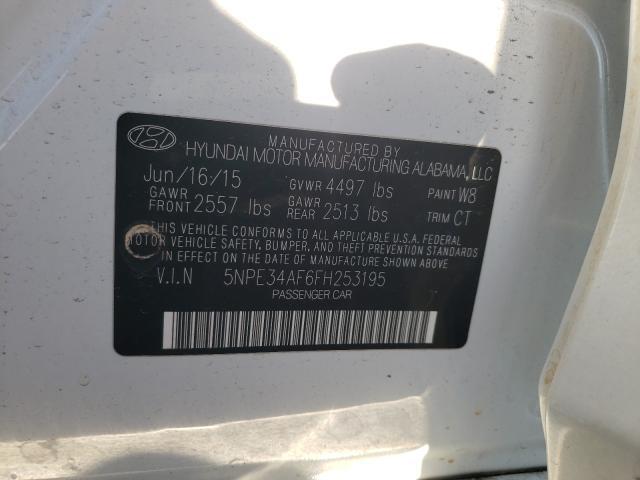 MANUFACTURED BY
HYUNDAI MOTOR MANUFACTURING ALABAMA, LLC
Jun/16/15 GVWR 4497 lbs PAINT W8
GAWR FRONT 2557 lbs GAWR REAR 2513 lbs TRIM CT
THIS VEHICLE CONFORMS TO ALL APPLICABLE U.S.A. FEDERAL
MOTOR VEHICLE SAFETY, BUMPER, AND THEFT PREVENTION STANDARDS
IN EFFECT ON THE DATE OF MANUFACTURE SHOWN ABOVE.
V.I.N 5NPE34AF6FH253195
PASSENGER CAR